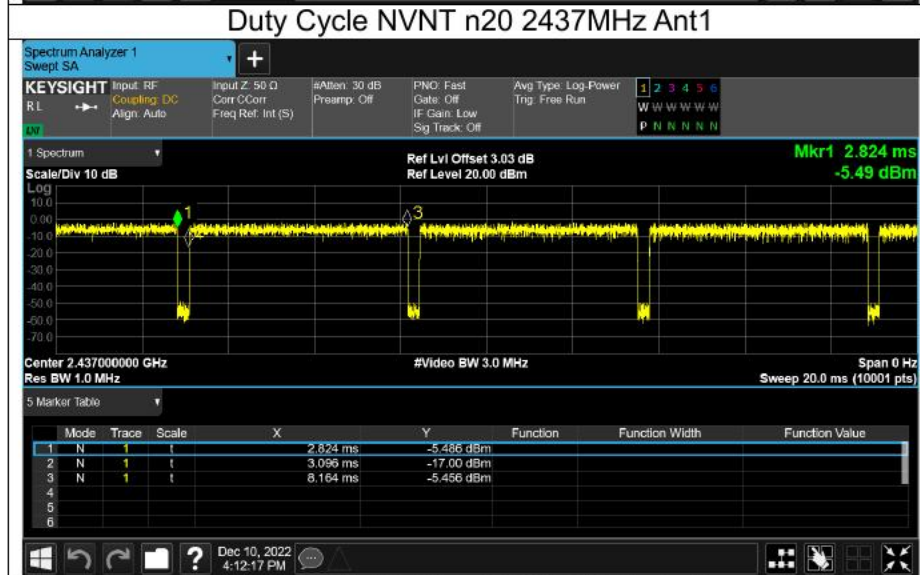 Duty Cycle NVNT n20 2437MHz Ant1
Spectrum Analyzer 1
Swept SA
+
KEYSIGHT Input: RF Input Z: 50 Ω #Atten: 30 dB PNO: Fast Avg Type: Log-Power 1 2 3 4 5 6
RL Coupling: DC Corr CCorr Preamp: Off Gate: Off Trig: Free Run W W W W W W
Align: Auto Freq Ref: Int (S) IF Gain: Low P N N N N N
LXI Sig Track: Off
1 Spectrum Ref Lvl Offset 3.03 dB Mkr1 2.824 ms
Scale/Div 10 dB Ref Level 20.00 dBm -5.49 dBm
Log
10.0
0.00
-10.0
-20.0
-30.0
-40.0
-50.0
-60.0
-70.0
1
3
Center 2.437000000 GHz #Video BW 3.0 MHz Span 0 Hz
Res BW 1.0 MHz Sweep 20.0 ms (10001 pts)
5 Marker Table
Mode Trace Scale X Y Function Function Width Function Value
1 N 1 t 2.824 ms -5.486 dBm
2 N 1 t 3.096 ms -17.00 dBm
3 N 1 t 8.164 ms -5.456 dBm
4
5
6
? Dec 10, 2022
4:12:17 PM